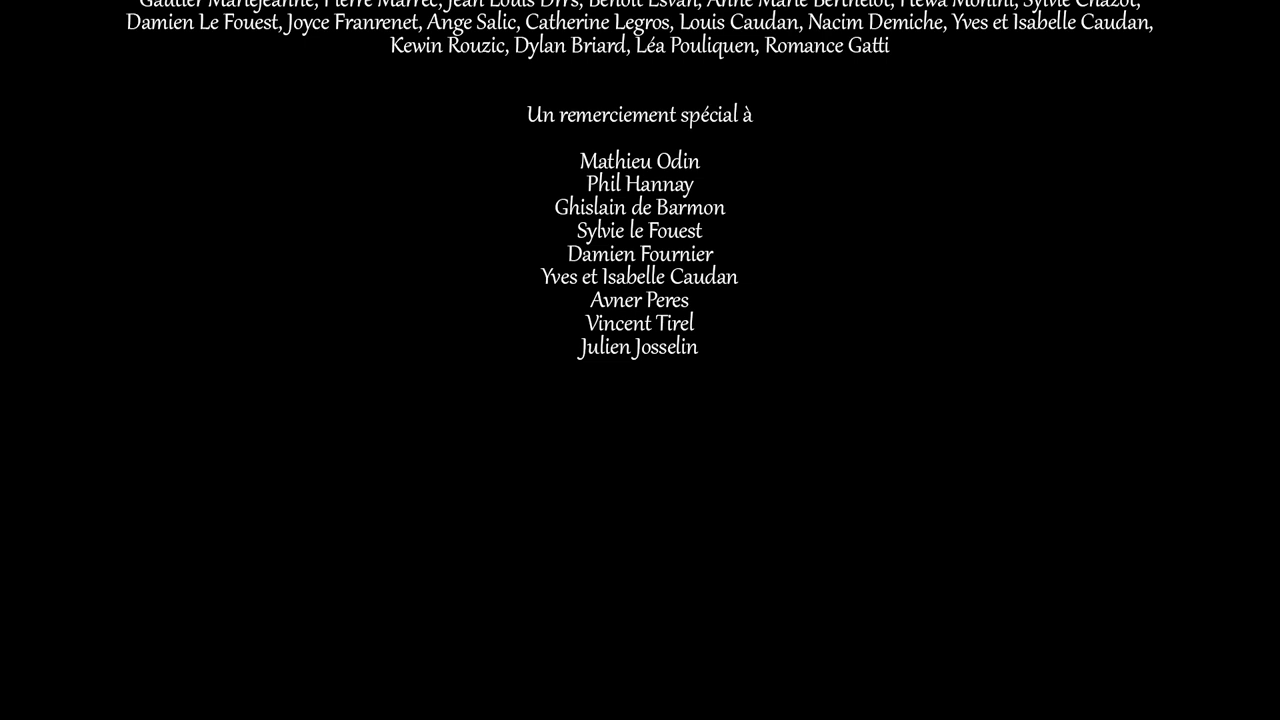 Damien Le Fouest, Joyce Franrenet, Ange Salic, Catherine Legros, Louis Caudan, Nacim Demiche, Yves et Isabelle Caudan,
Kewin Rouzic, Dylan Briard, Léa Pouliquen, Romance Gatti
Un remerciement spécial à
Mathieu Odin
Phil Hannay
Ghislain de Barmon
Sylvie le Fouest
Damien Fournier
Yves et Isabelle Caudan
Avner Peres
Vincent Tirel
Julien Josselin